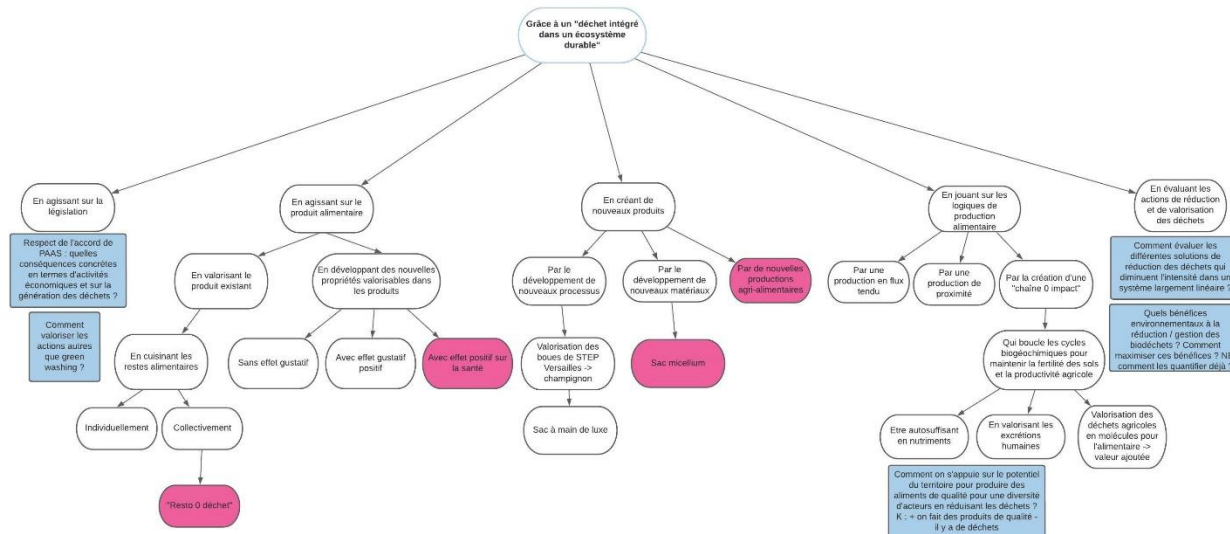 Grâce à un "déchet intégré
dans un écosystème
durable"
En agissant sur la
législation
Respect de l'accord de
PAAS : quelles
conséquences concrètes
en termes d'activités
économiques et sur la
génération des déchets ?
Comment
valoriser les
actions autres
que green
washing ?
En agissant sur le
produit alimentaire
En valorisant le
produit existant
En développant des nouvelles
propriétés valorisables dans
les produits
En cuisinant les
restes alimentaires
Sans effet gustatif
Avec effet gustatif
positif
Avec effet positif sur
la santé
Individuellement
Collectivement
"Resto 0 déchet"
En créant de
nouveaux produits
Par le
développement de
nouveaux processus
Par le
développement de
nouveaux matériaux
Par de nouvelles
productions
agri-alimentaires
Valorisation des
boues de STEP
Versailles -> 
champignon
Sac micellium
Sac à main de luxe
En jouant sur les
logiques de
production
alimentaire
Par une
production en flux
tendu
Par une
production de
proximité
Par la création d'une
"chaîne 0 impact"
Qui boucle les cycles
biogéochimiques pour
maintenir la fertilité des sols
et la productivité agricole
Etre autosuffisant
en nutriments
En valorisant les
excrétions
humaines
Valorisation des
déchets agricoles
en molécules pour
l'alimentaire ->
valeur ajoutée
Comment on s'appuie sur le potentiel
du territoire pour produire des
aliments de qualité pour une diversité
d'acteurs en réduisant les déchets ?
K : + on fait des produits de qualité -
il y a de déchets
En évaluant les
actions de réduction
et de valorisation
des déchets
Comment évaluer les
différentes solutions de
réduction des déchets qui
diminuent l'intensité dans un
système largement linéaire ?
Quels bénéfices
environnementaux à la
réduction / gestion des
biodéchets ? Comment
maximiser ces bénéfices ? NB
comment les quantifier déjà ?